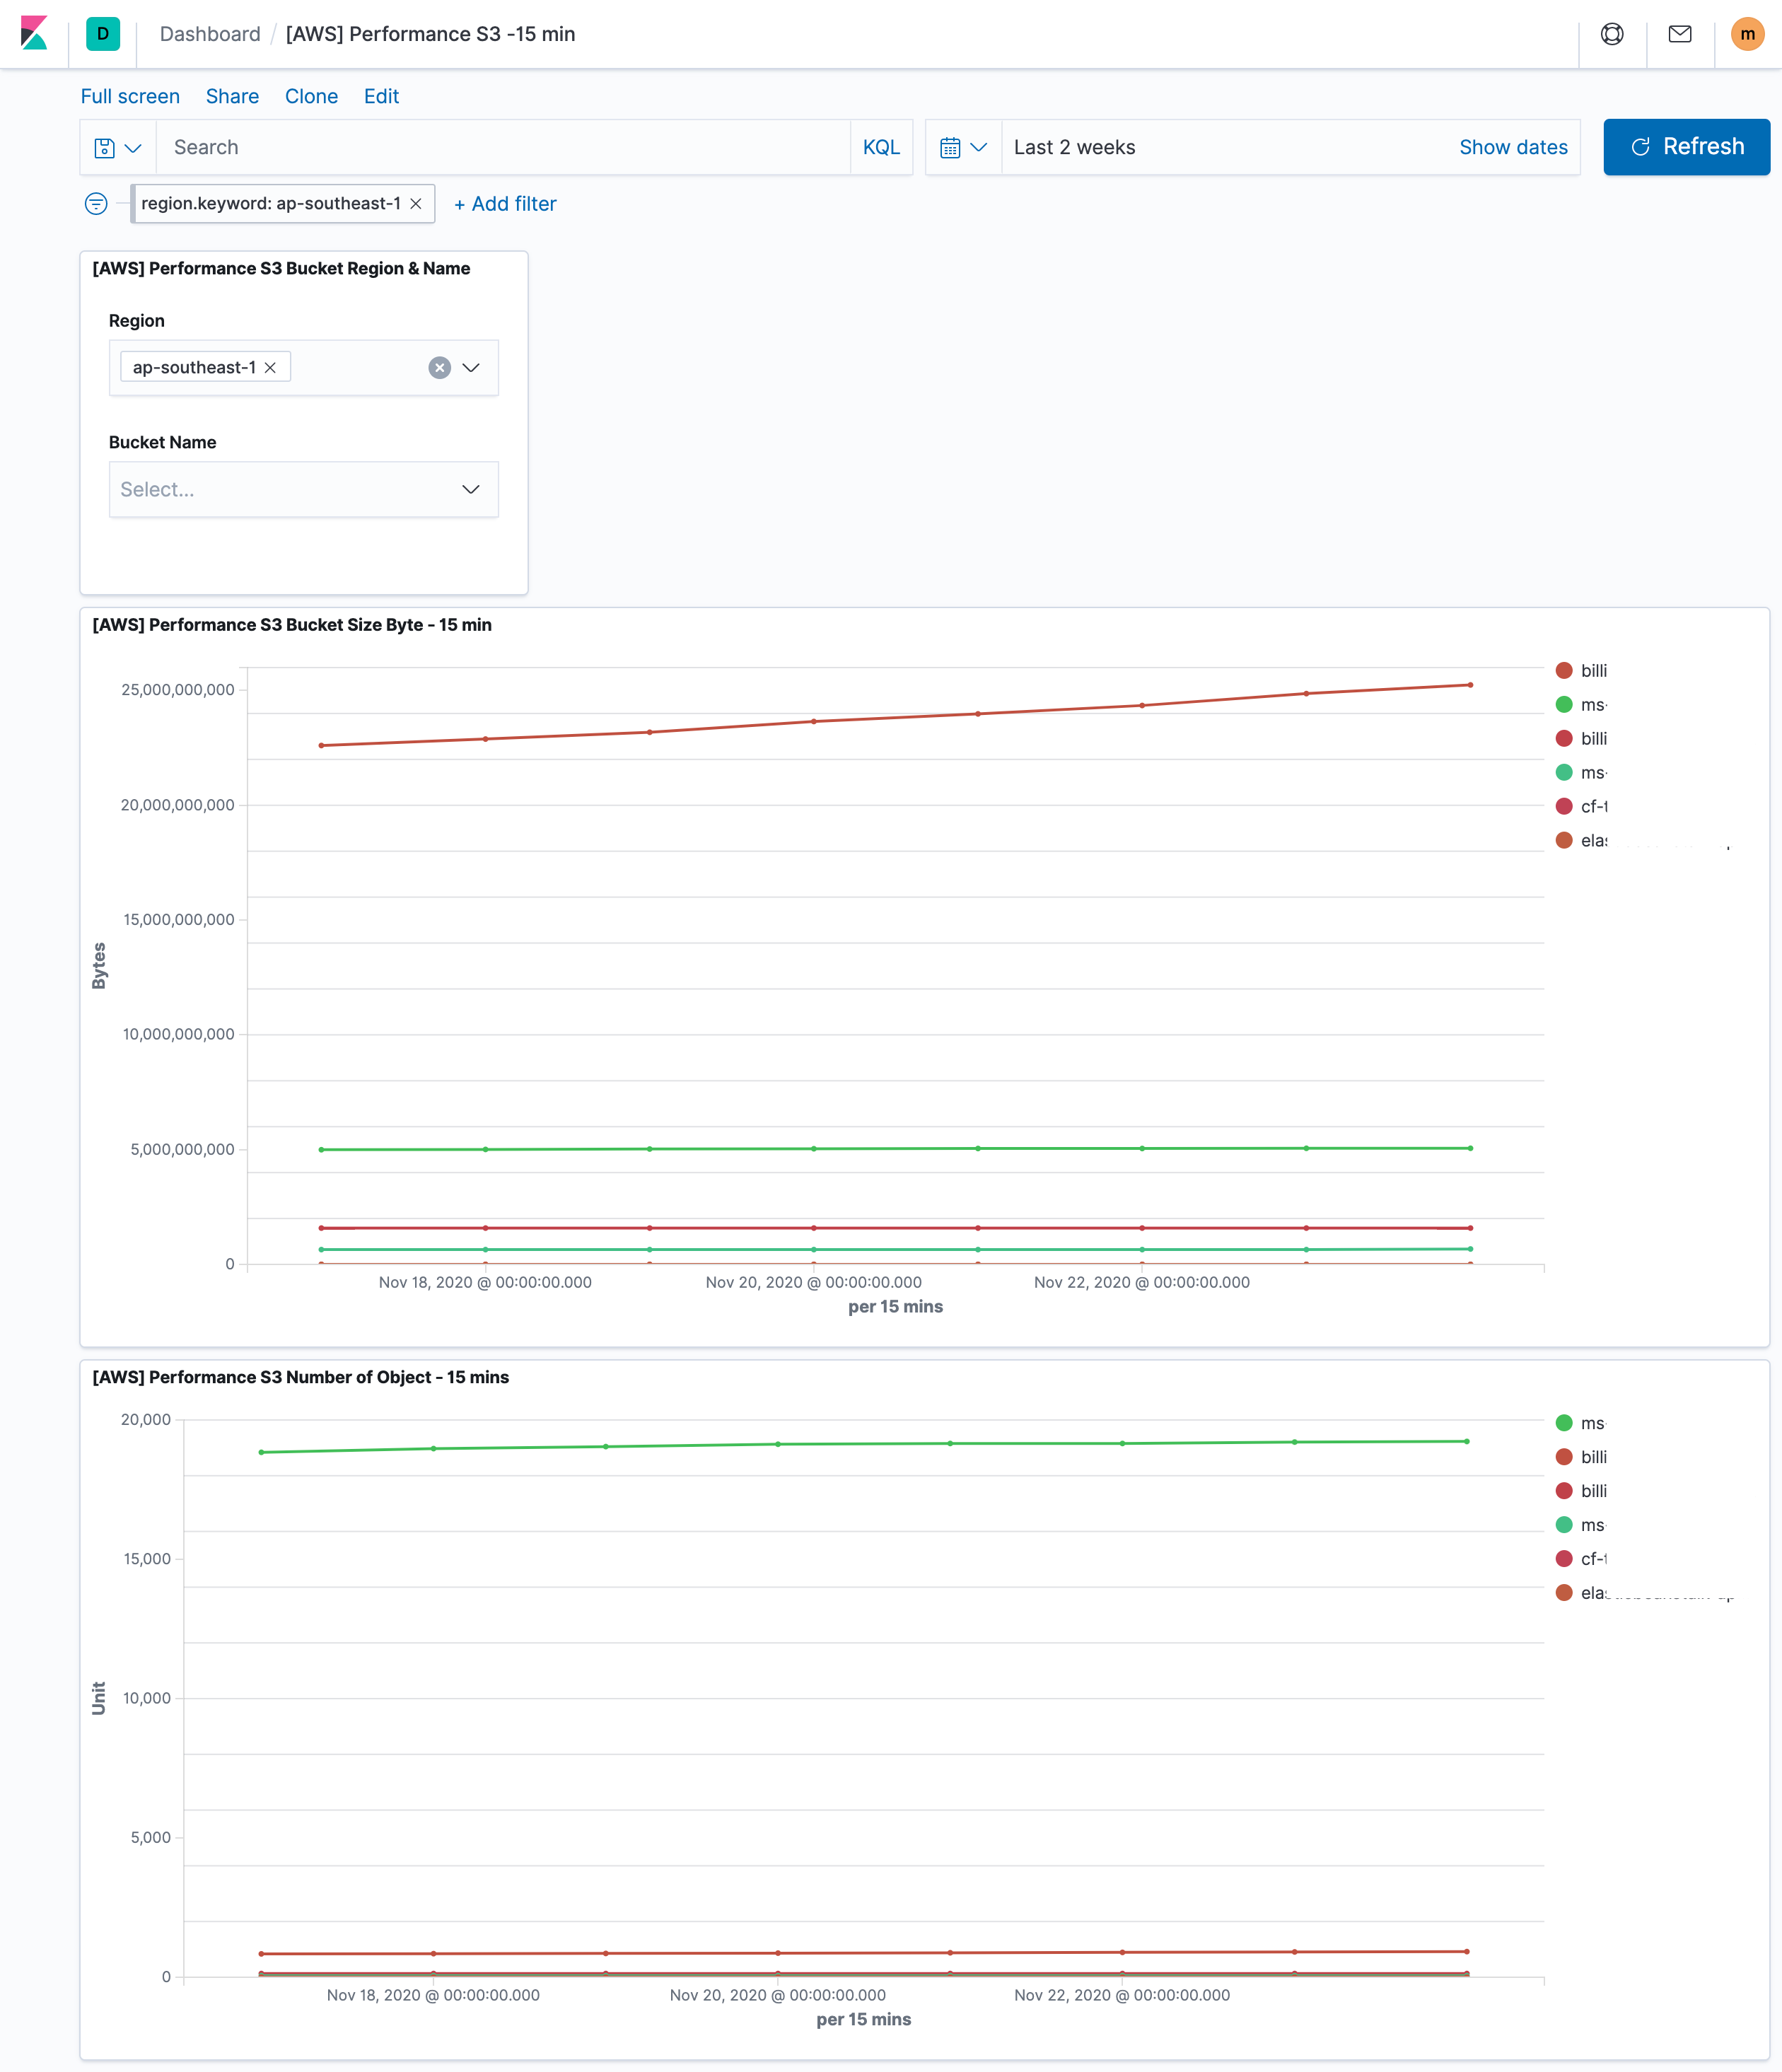 D Dashboard / [AWS] Performance S3 -15 min m
Full screen Share Clone Edit
Search KQL Last 2 weeks Show dates Refresh
region.keyword: ap-southeast-1 × + Add filter
[AWS] Performance S3 Bucket Region & Name
Region
ap-southeast-1 ×
Bucket Name
Select...
[AWS] Performance S3 Bucket Size Byte - 15 min
25,000,000,000
20,000,000,000
15,000,000,000
10,000,000,000
5,000,000,000
0
Bytes
Nov 18, 2020 @ 00:00:00.000 Nov 20, 2020 @ 00:00:00.000 Nov 22, 2020 @ 00:00:00.000
per 15 mins
billi
ms-
billi
ms-
cf-t
elas
[AWS] Performance S3 Number of Object - 15 mins
20,000
15,000
10,000
5,000
0
Unit
Nov 18, 2020 @ 00:00:00.000 Nov 20, 2020 @ 00:00:00.000 Nov 22, 2020 @ 00:00:00.000
per 15 mins
ms
billi
billi
ms
cf-t